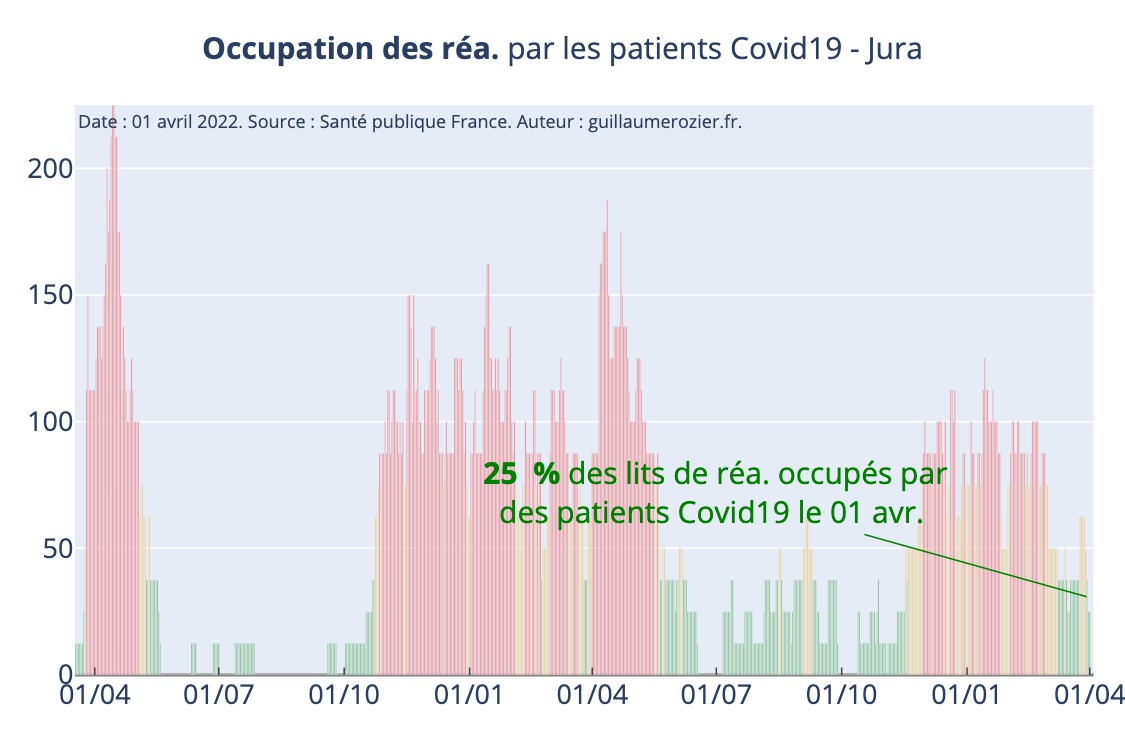 Occupation des réa. par les patients Covid19 - Jura
Date : 01 avril 2022. Source : Santé publique France. Auteur : guillaumerozier.fr.
200
150
100
50
0
25 % des lits de réa. occupés par
des patients Covid19 le 01 avr.
01/04 01/07 01/10 01/01 01/04 01/07 01/10 01/01 01/04